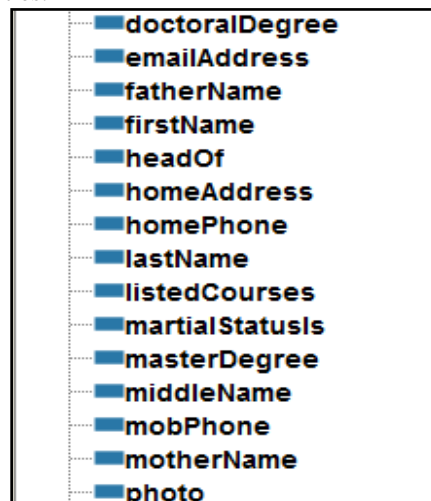 doctoralDegree
emailAddress
fatherName
firstName
headOf
homeAddress
homePhone
lastName
listedCourses
martialStatusIs
masterDegree
middleName
mobPhone
motherName
photo